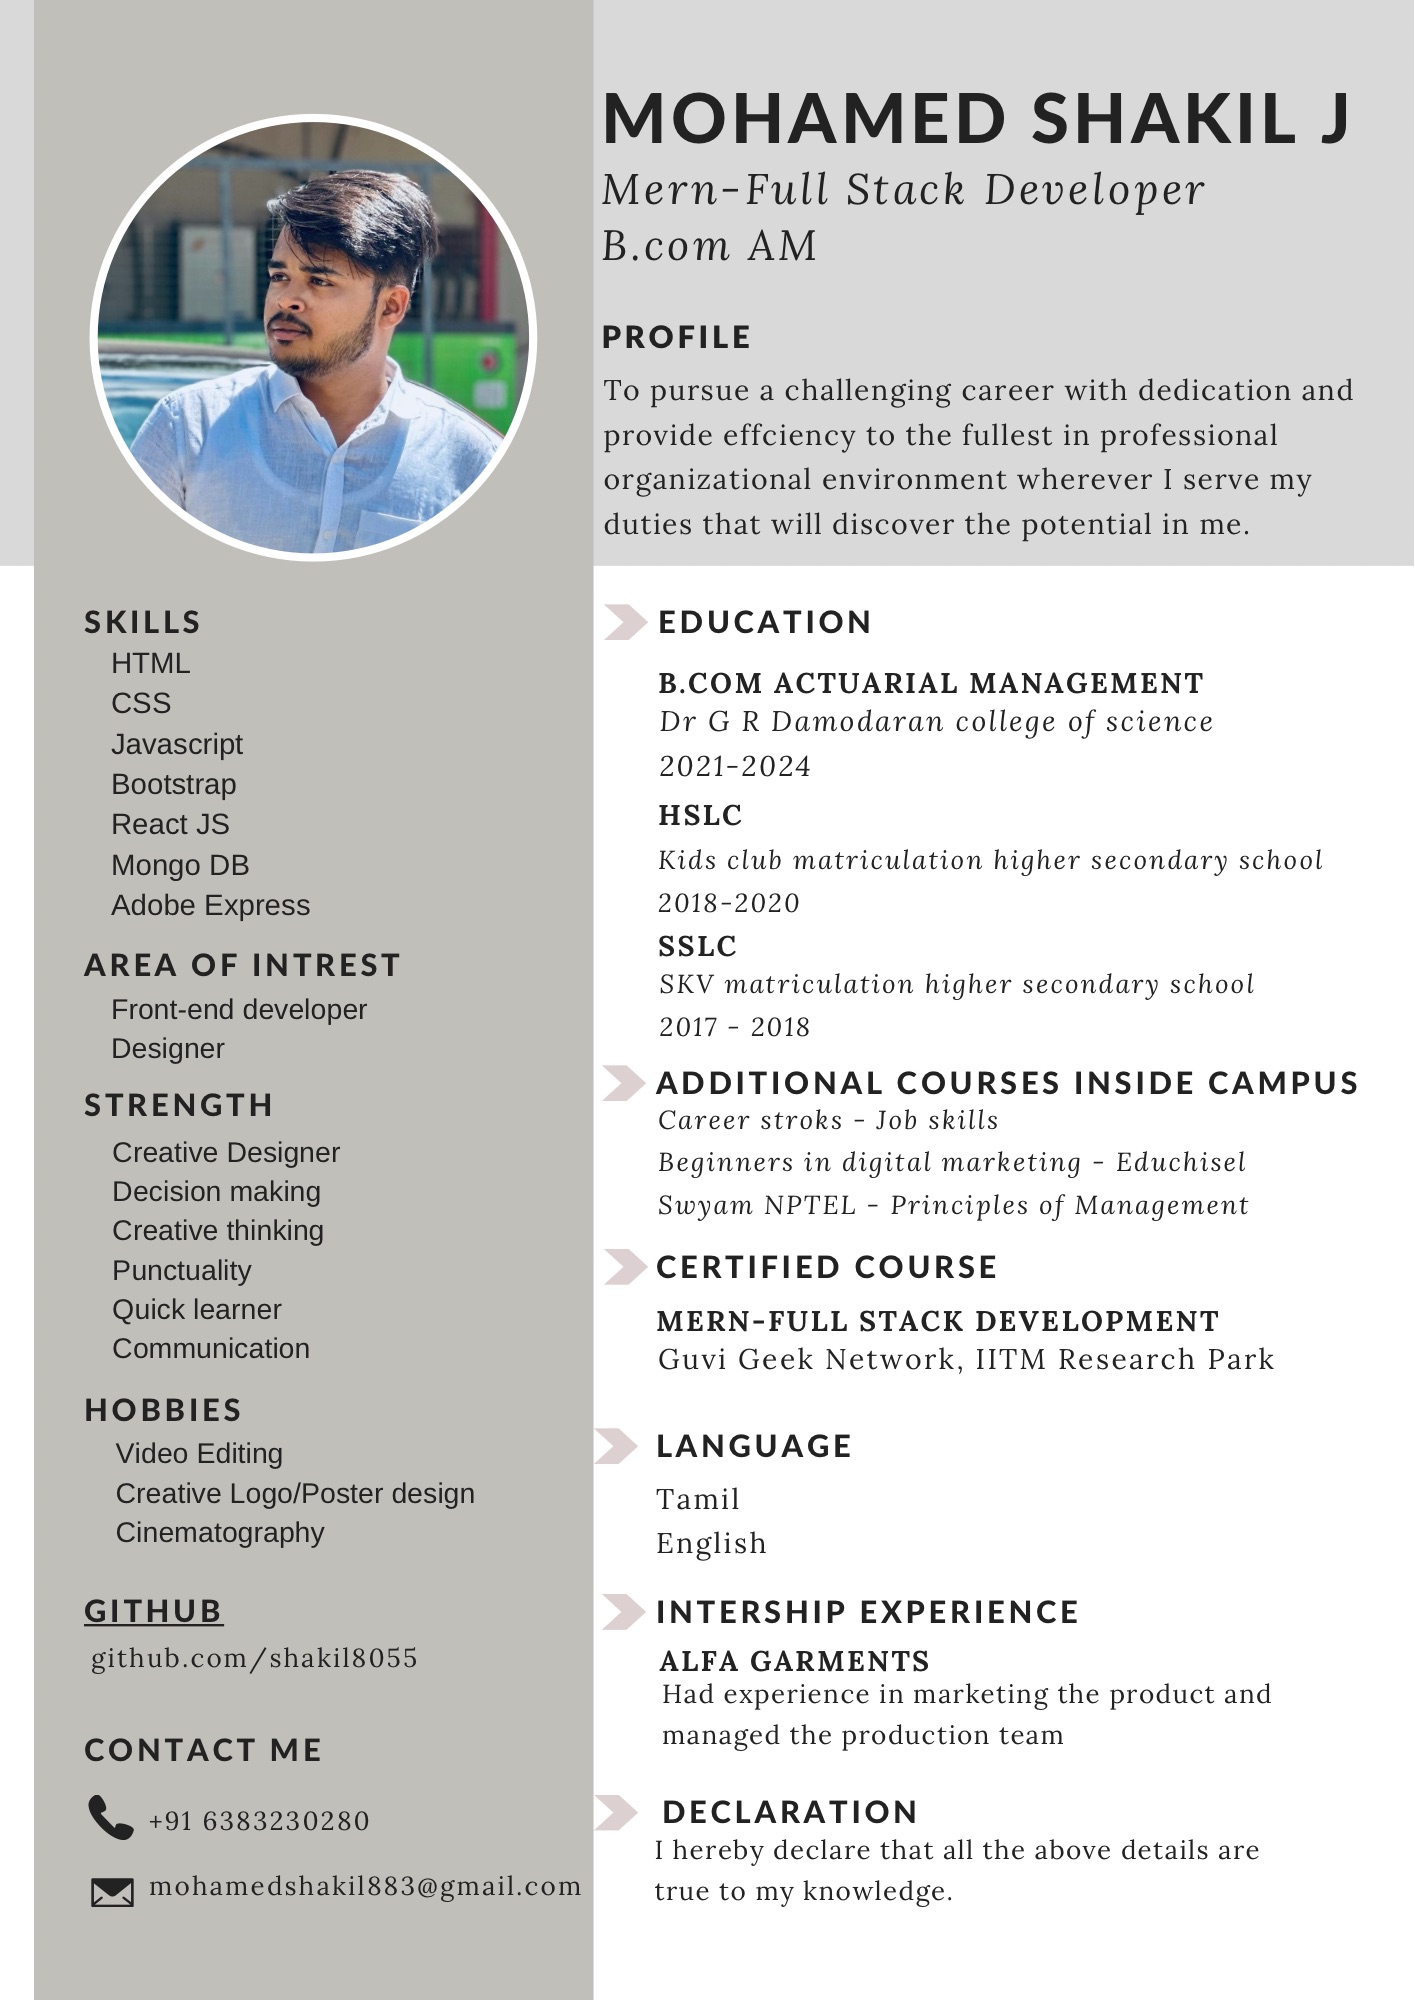 MOHAMED SHAKIL J
Mern-Full Stack Developer
B.com AM
PROFILE
To pursue a challenging career with dedication and
provide effciency to the fullest in professional
organizational environment wherever I serve my
duties that will discover the potential in me.
SKILLS
HTML
CSS
Javascript
Bootstrap
React JS
Mongo DB
Adobe Express
AREA OF INTREST
Front-end developer
Designer
STRENGTH
Creative Designer
Decision making
Creative thinking
Punctuality
Quick learner
Communication
HOBBIES
Video Editing
Creative Logo/Poster design
Cinematography
GITHUB
github.com/shakil8055
CONTACT ME
+91 6383230280
mohamedshakil883@gmail.com
EDUCATION
B.COM ACTUARIAL MANAGEMENT
Dr G R Damodaran college of science
2021-2024
HSLC
Kids club matriculation higher secondary school
2018-2020
SSLC
SKV matriculation higher secondary school
2017 - 2018
ADDITIONAL COURSES INSIDE CAMPUS
Career stroks - Job skills
Beginners in digital marketing - Educhisel
Swyam NPTEL - Principles of Management
CERTIFIED COURSE
MERN-FULL STACK DEVELOPMENT
Guvi Geek Network, IITM Research Park
LANGUAGE
Tamil
English
INTERSHIP EXPERIENCE
ALFA GARMENTS
Had experience in marketing the product and
managed the production team
DECLARATION
I hereby declare that all the above details are
true to my knowledge.